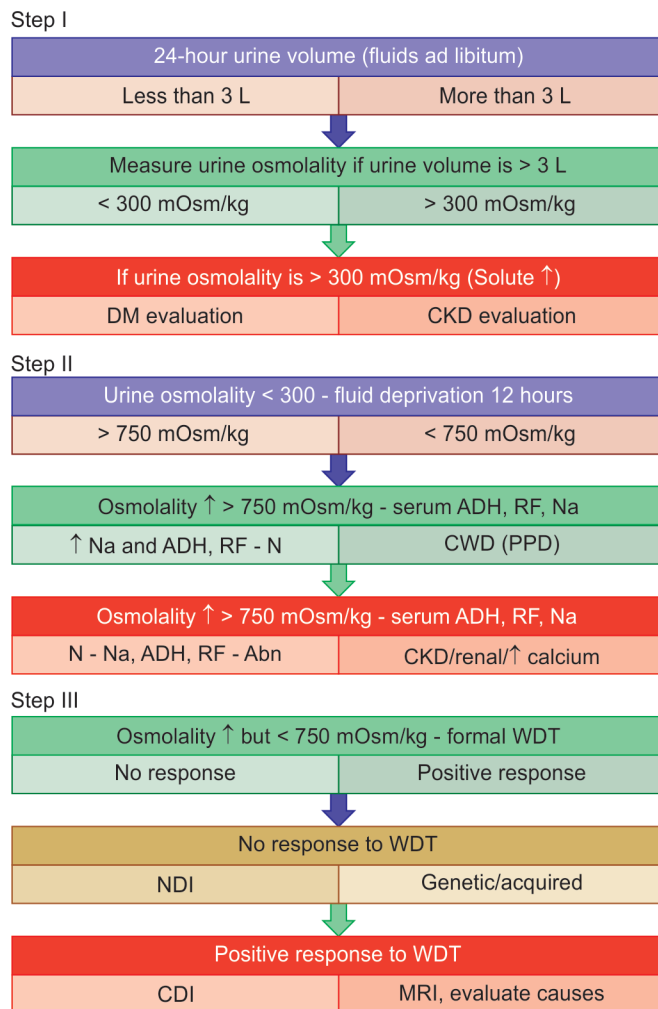 Step I
24-hour urine volume (fluids ad libitum)
Less than 3 L
More than 3 L
Measure urine osmolality if urine volume is > 3 L
< 300 mOsm/kg
> 300 mOsm/kg
If urine osmolality is > 300 mOsm/kg (Solute ↑)
DM evaluation
CKD evaluation
Step II
Urine osmolality < 300 - fluid deprivation 12 hours
> 750 mOsm/kg
< 750 mOsm/kg
Osmolality ↑ > 750 mOsm/kg - serum ADH, RF, Na
↑ Na and ADH, RF - N
CWD (PPD)
Osmolality ↑ > 750 mOsm/kg - serum ADH, RF, Na
N - Na, ADH, RF - Abn
CKD/renal/↑ calcium
Step III
Osmolality ↑ but < 750 mOsm/kg - formal WDT
No response
Positive response
No response to WDT
NDI
Genetic/acquired
Positive response to WDT
CDI
MRI, evaluate causes